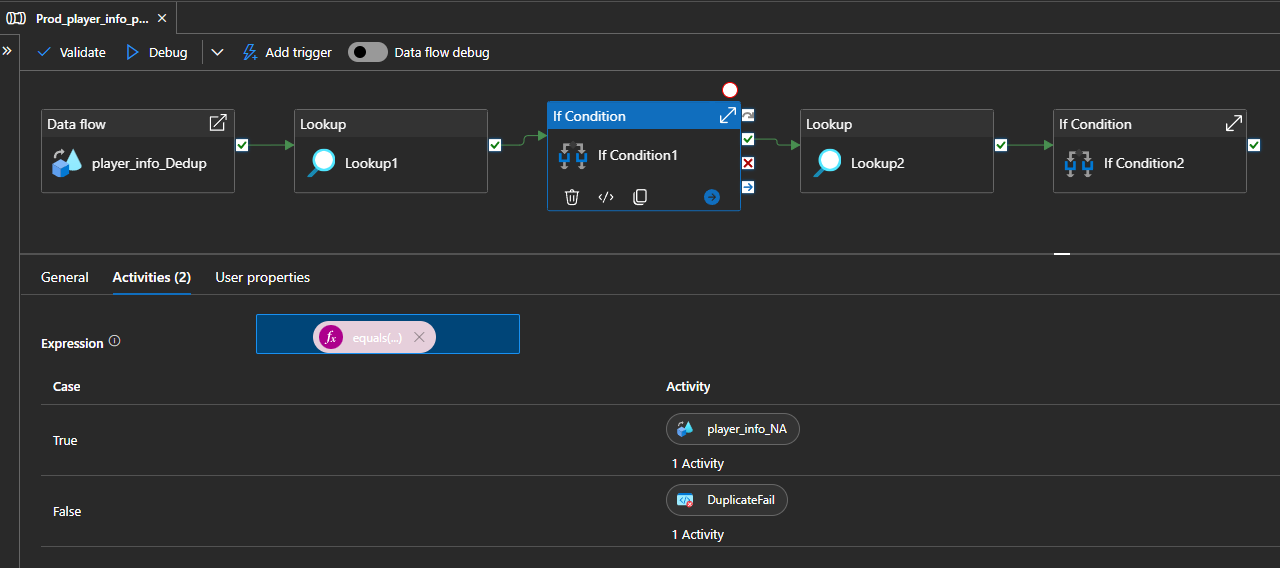 Prod_player_info_p...
Validate
Debug
Add trigger
Data flow debug
Data flow
player_info_Dedup
Lookup
Lookup1
If Condition
If Condition1
Lookup
Lookup2
If Condition
If Condition2
General
Activities (2)
User properties
Expression
fx equals(...)
Case
Activity
True
player_info_NA
1 Activity
False
DuplicateFail
1 Activity